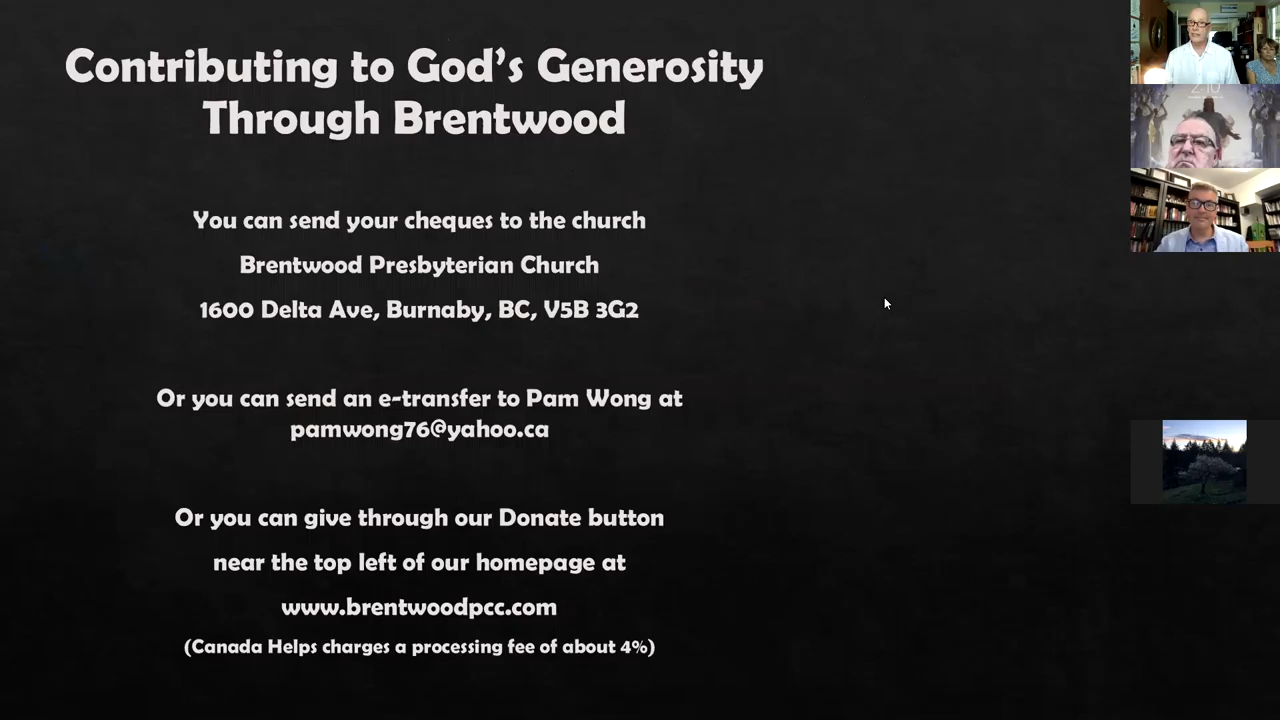 Contributing to God's Generosity
Through Brentwood
You can send your cheques to the church
Brentwood Presbyterian Church
1600 Delta Ave, Burnaby, BC, V5B 3G2
Or you can send an e-transfer to Pam Wong at
pamwong76@yahoo.ca
Or you can give through our Donate button
near the top left of our homepage at
www.brentwoodpcc.com
(Canada Helps charges a processing fee of about 4%)